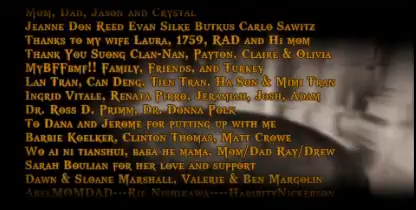 Mom, Dad, Jason and Crystal
Jeanne Don Reed Evan Silke Butkus Carlo Sawitz
Thanks to my wife Laura, 1759, RAD and Hi mom
Thank You Suong Clan-Nan, Payton, Claire & Olivia
MyBFFbmf!! Family, Friends, and Turkey
Lan Tran, Can Deng, Tien Tran, Ha Son & Mimi Tran
Ingrid Vitale, Renata Pirro, Jeramiah, Josh, Adam
Dr. Ross D. Primm, Dr. Donna Polk
To Dana and Jerome for putting up with me
Barbie Koelker, Clinton Thomas, Matt Crowe
Wo ai ni tianshui, baba he mama. Mom/Dad Ray/Drew
Sarah Boulian for her love and support
Dawn & Sloane Marshall, Valerie & Ben Margolin